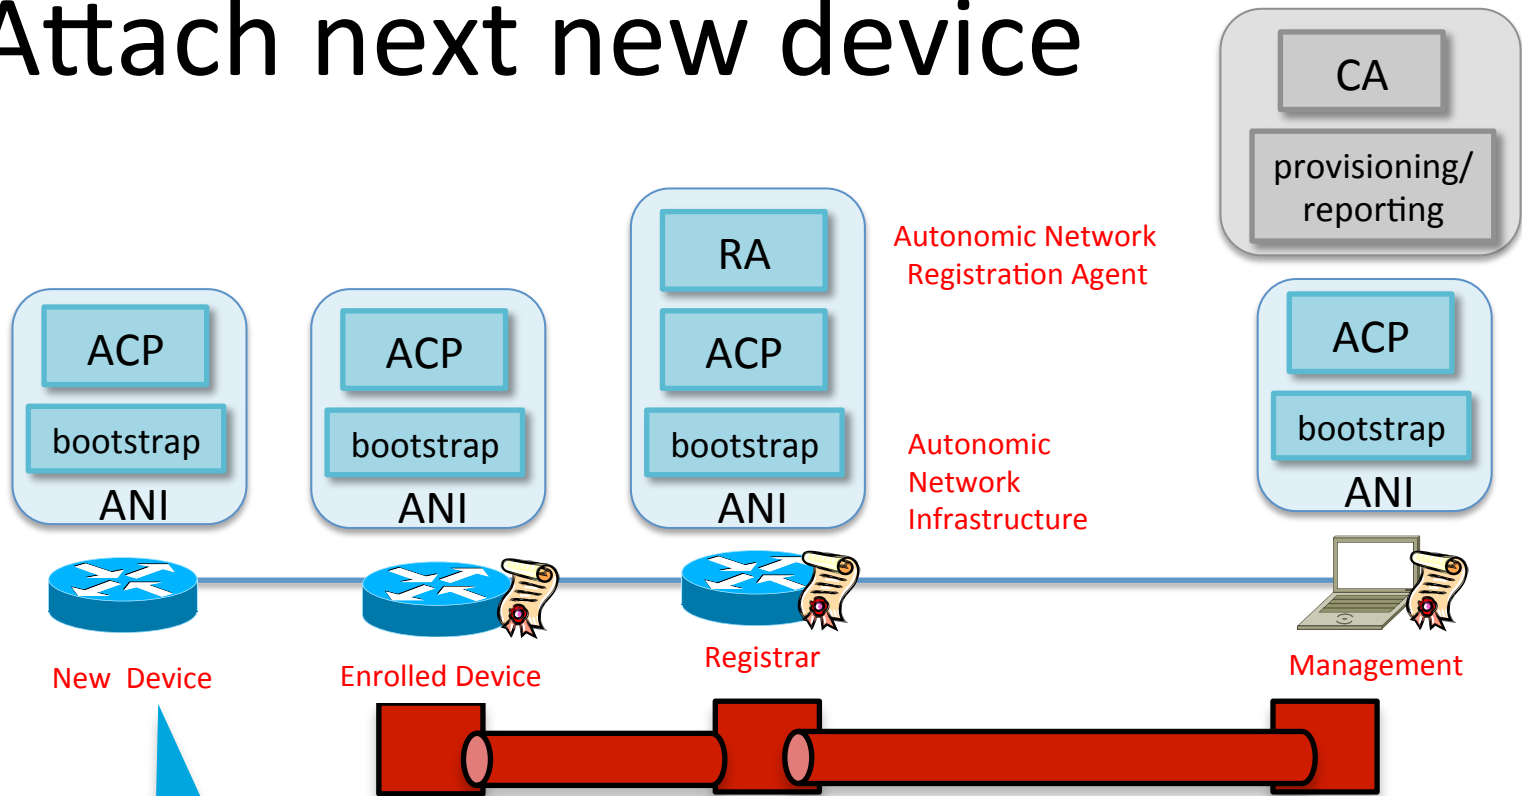 Attach next new device
CA
provisioning/
reporting
RA
Autonomic Network
Registration Agent
ACP
bootstrap
ANI
ACP
bootstrap
ANI
ACP
bootstrap
ANI
Autonomic
Network
Infrastructure
ACP
bootstrap
ANI
New Device
Enrolled Device
Registrar
Management